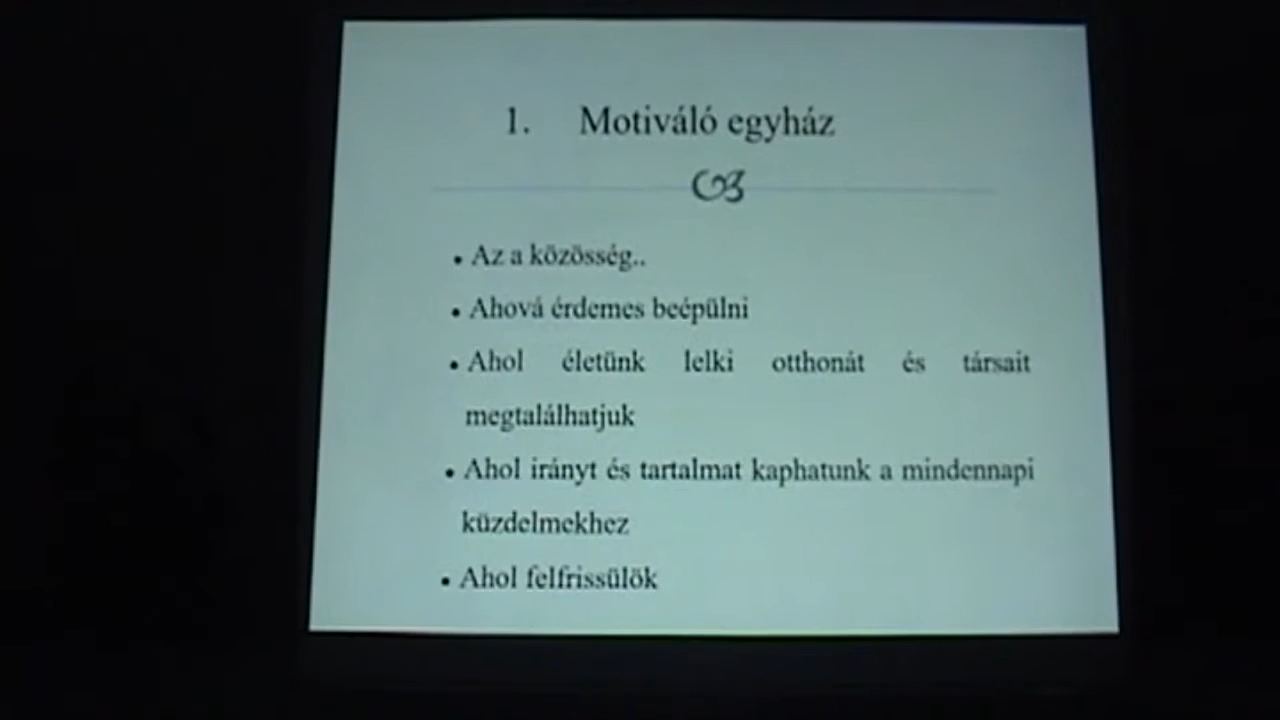 1. Motiváló egyház
• Az a közösség..
• Ahová érdemes beépülni
• Ahol életünk lelki otthonát és társait
megtalálhatjuk
• Ahol irányt és tartalmat kaphatunk a mindennapi
küzdelmekhez
• Ahol felfrissülök